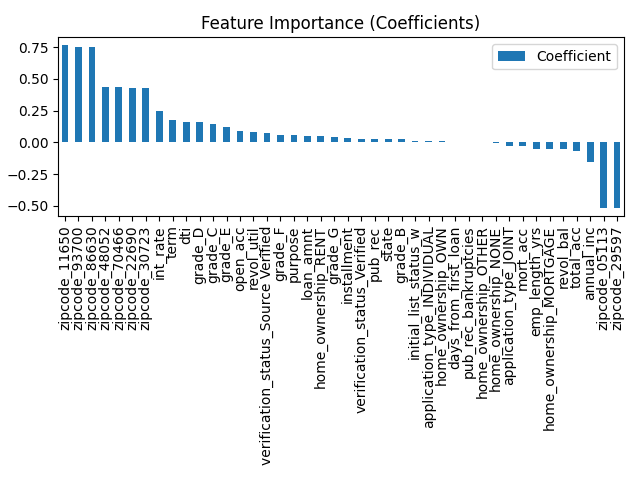 Feature Importance (Coefficients)
Coefficient
0.75
0.50
0.25
0.00
−0.25
−0.50
zipcode_11650
zipcode_93700
zipcode_86630
zipcode_48052
zipcode_70466
zipcode_22690
zipcode_30723
int_rate
term
dti
grade_D
grade_C
grade_E
open_acc
revol_util
verification_status_Source Verified
grade_F
purpose
loan_amnt
home_ownership_RENT
grade_G
installment
verification_status_Verified
pub_rec
state
grade_B
initial_list_status_w
application_type_INDIVIDUAL
home_ownership_OWN
days_from_first_loan
pub_rec_bankruptcies
home_ownership_OTHER
home_ownership_NONE
application_type_JOINT
mort_acc
emp_length_yrs
home_ownership_MORTGAGE
revol_bal
total_acc
annual_inc
zipcode_05113
zipcode_29597